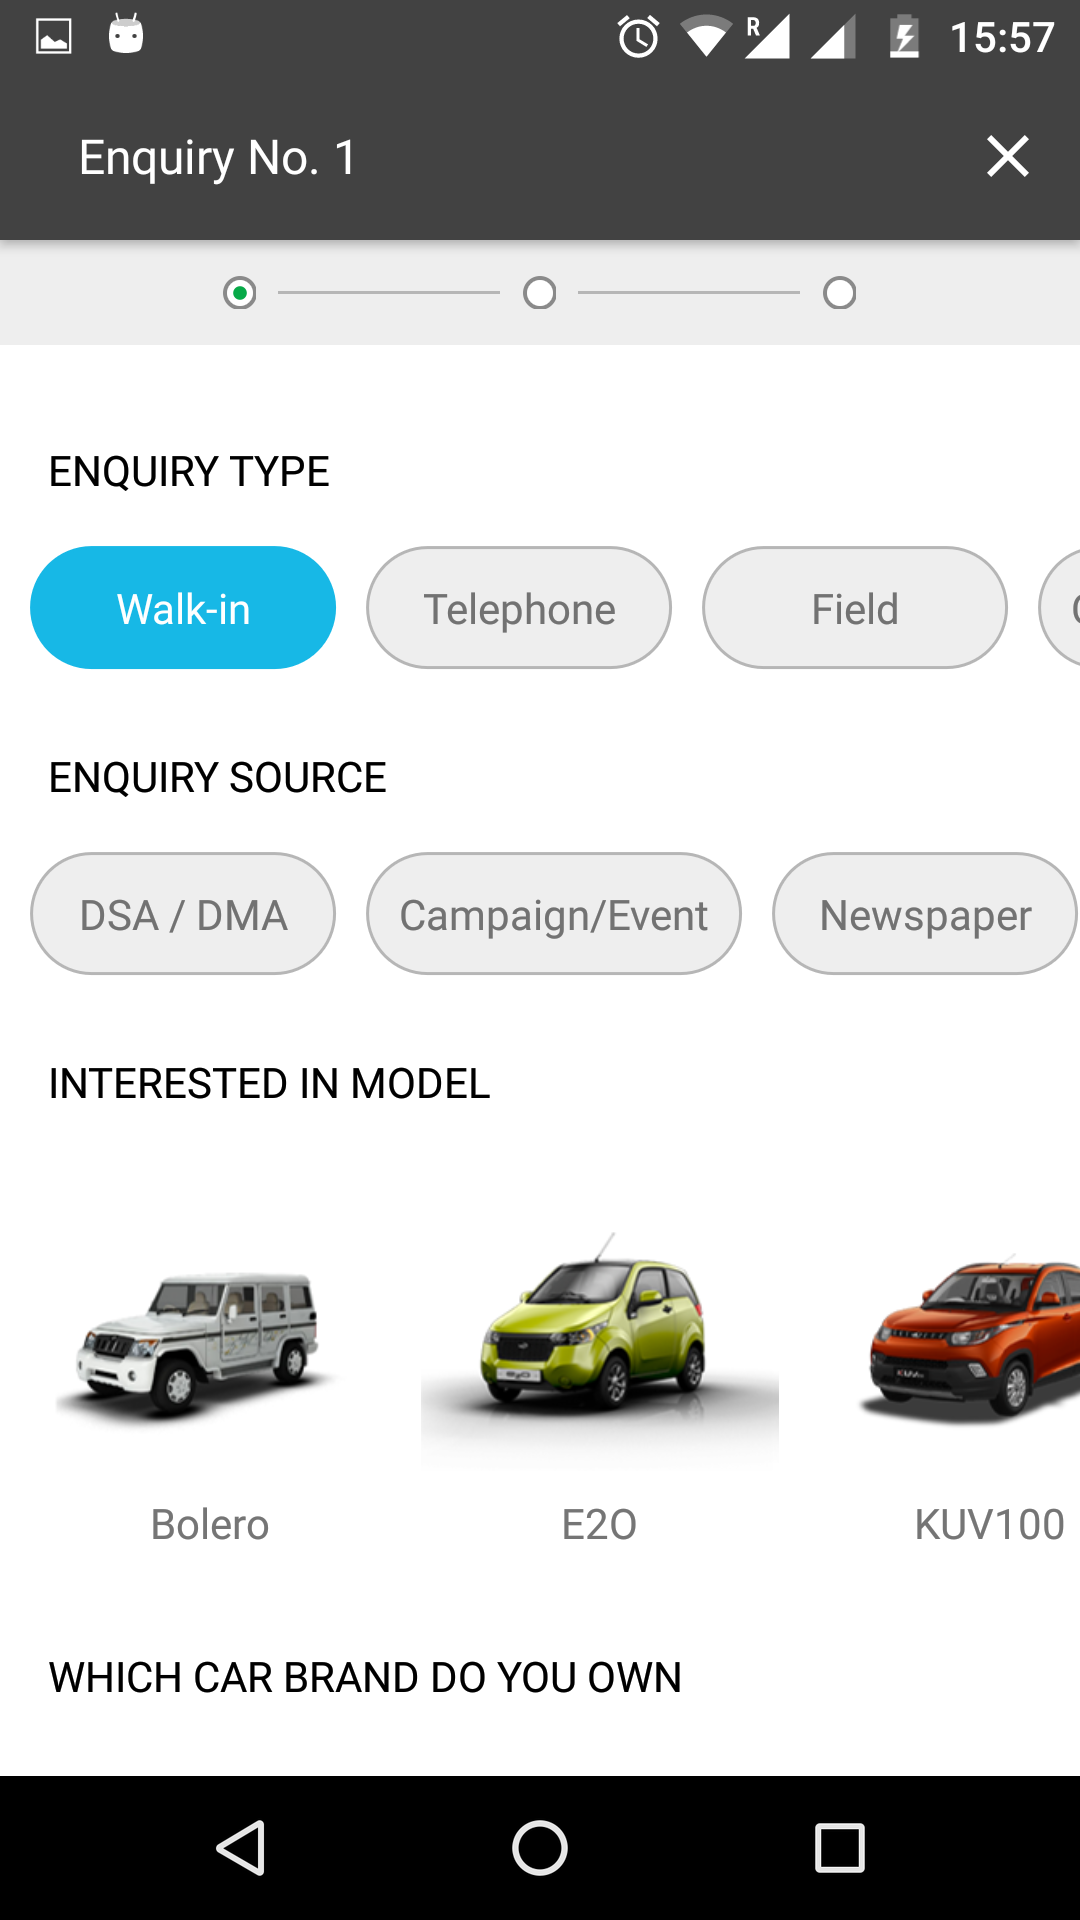 R 15:57
Enquiry No. 1
ENQUIRY TYPE
Walk-in Telephone Field
ENQUIRY SOURCE
DSA / DMA Campaign/Event Newspaper
INTERESTED IN MODEL
Bolero E2O KUV100
WHICH CAR BRAND DO YOU OWN